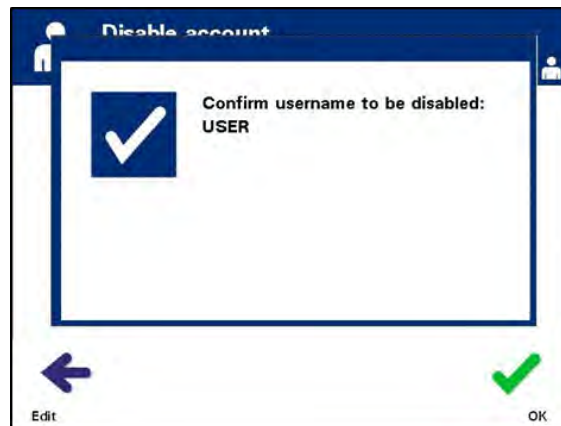 Disable account
Confirm username to be disabled:
USER
Edit
OK